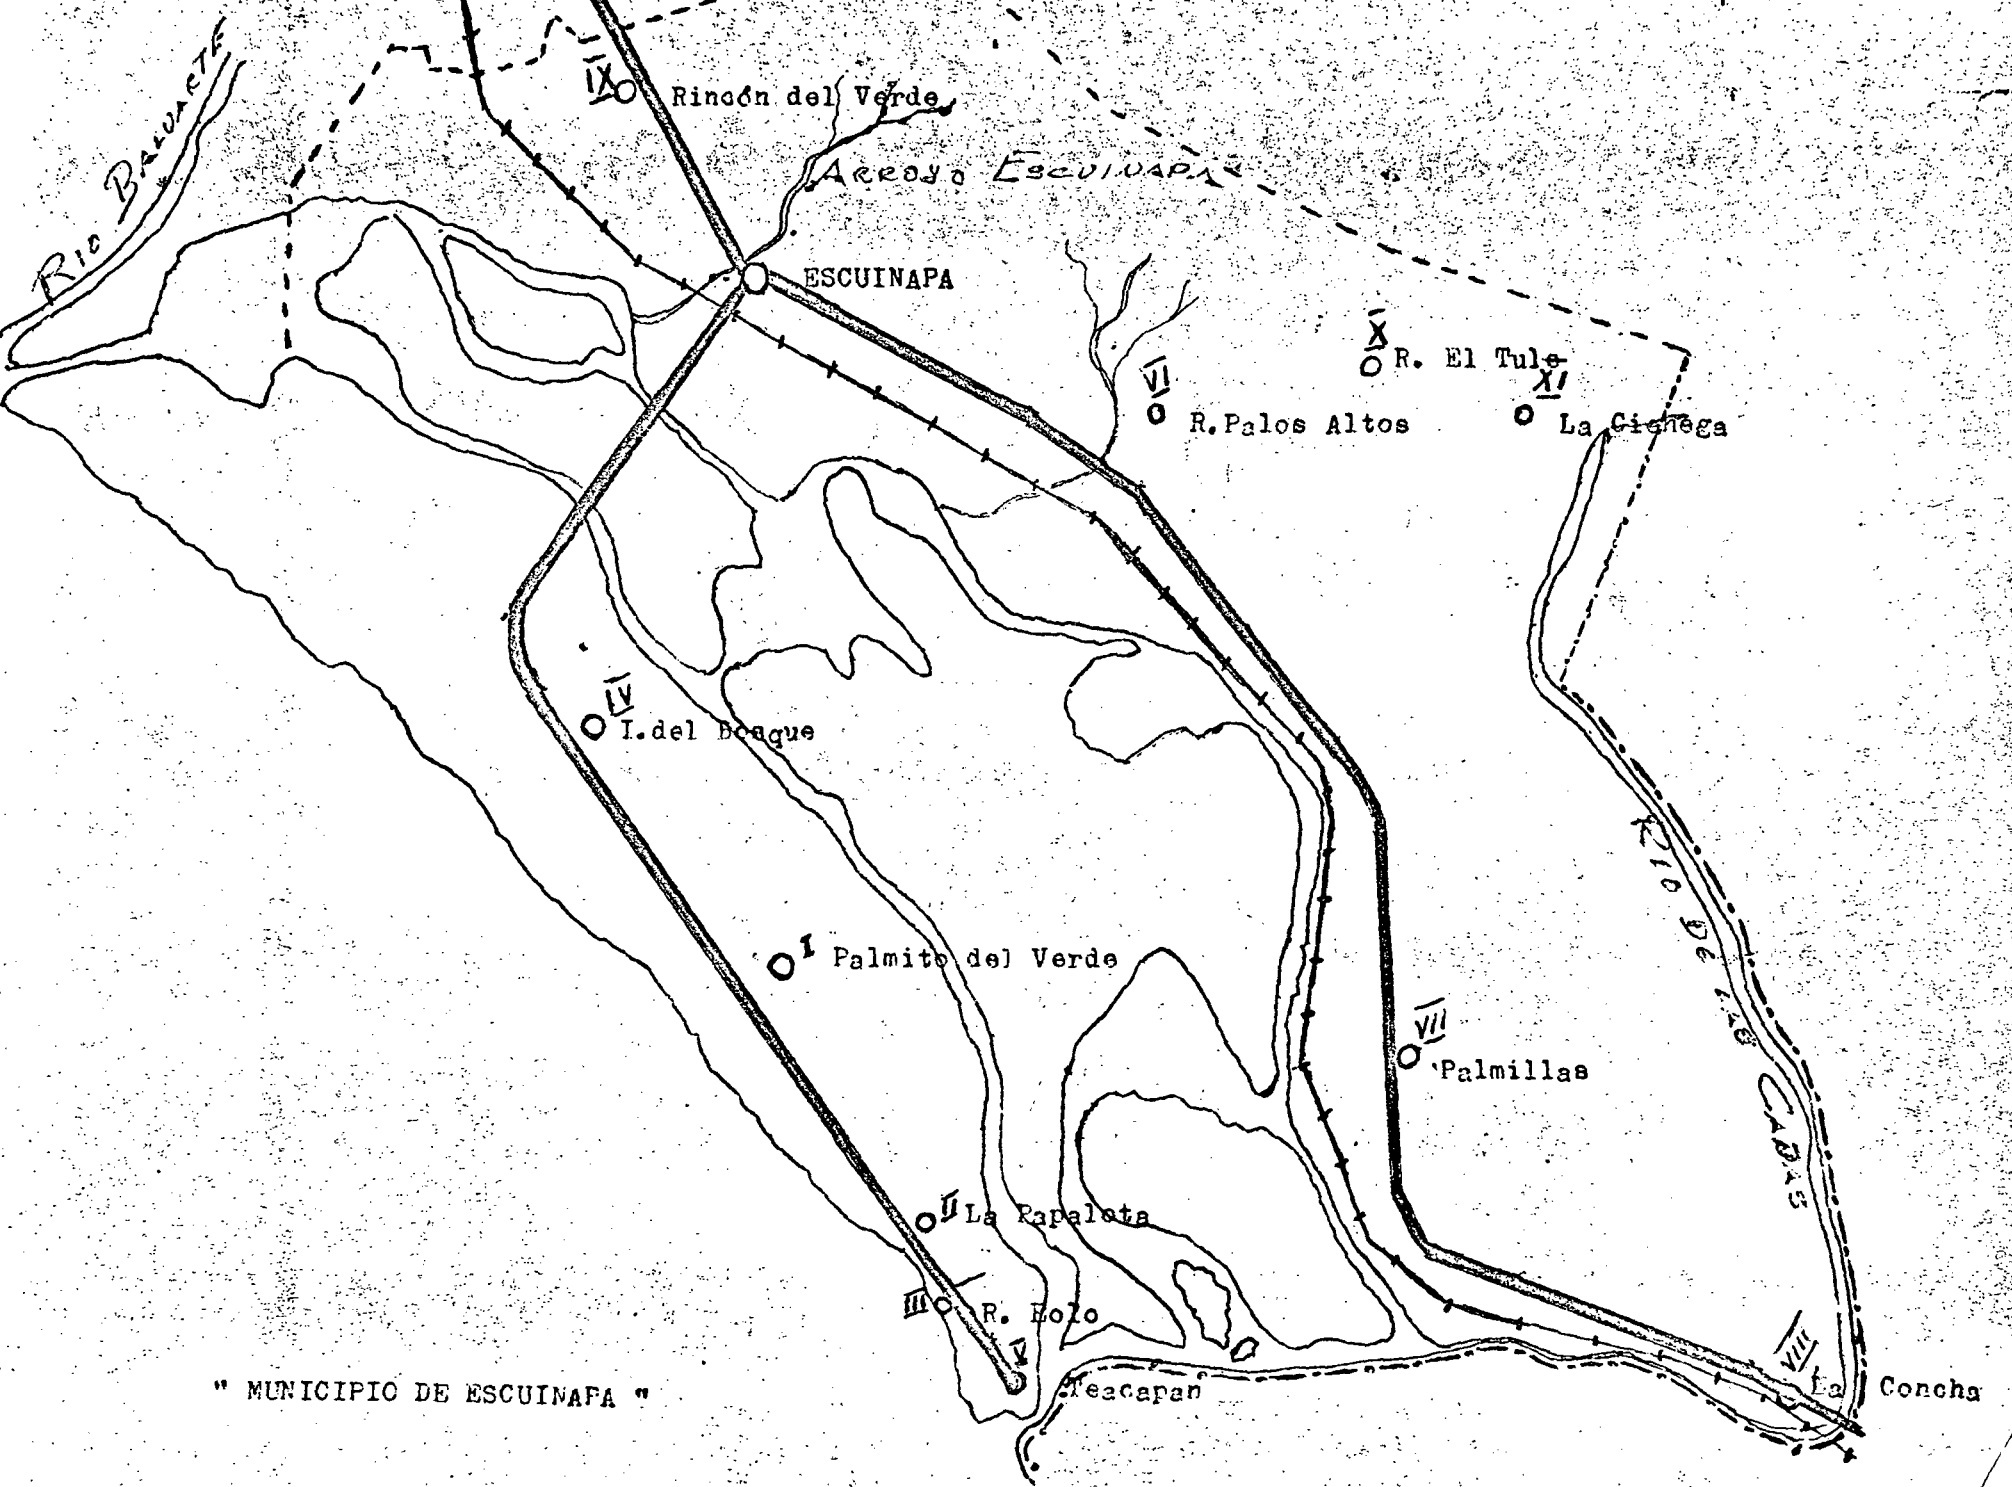 RIO BALUARTE
IX
Rincón del Verde
ARROYO ESCUINAPA
ESCUINAPA
X
R. El Tule
XI
La Cienega
VI
R. Palos Altos
IV
I. del Bosque
I Palmito del Verde
RIO DE LAS CAÑAS
VII
Palmillas
II La Papalota
III R. Bolo
V
Teacapan
VIII
La Concha
" MUNICIPIO DE ESCUINAPA "